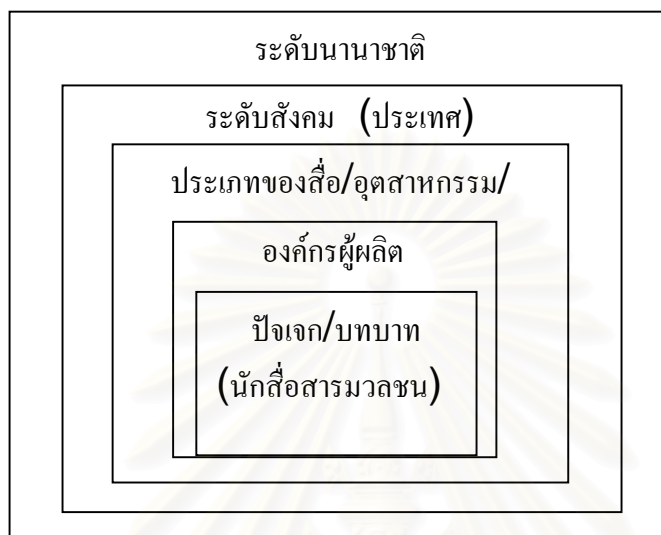 ระดับนานาชาติ
ระดับสังคม (ประเทศ)
ประเภทของสื่อ/อุตสาหกรรม/
องค์กรผู้ผลิต
ปัจเจก/บทบาท
(นักสื่อสารมวลชน)